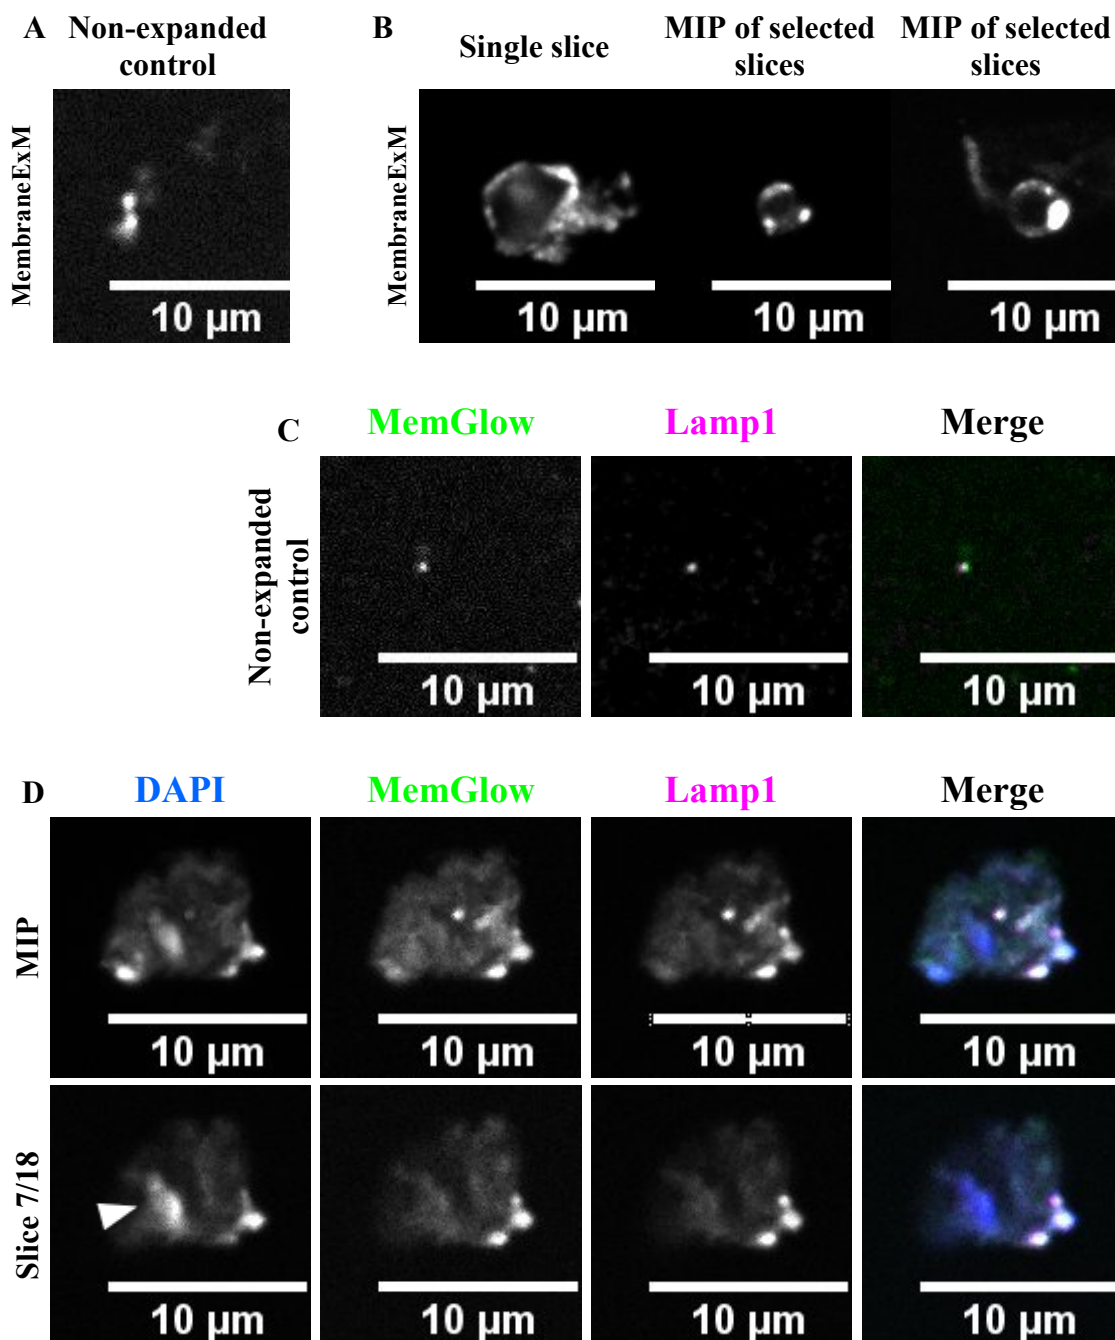 A
Non-expanded
control
B
Single slice
MIP of selected
slices
MIP of selected
slices
MembraneExM
10 µm
MembraneExM
10 µm
10 µm
10 µm
C
MemGlow
Lamp1
Merge
Non-expanded
control
10 µm
10 µm
10 µm
D
DAPI
MemGlow
Lamp1
Merge
MIP
10 µm
10 µm
10 µm
10 µm
Slice 7/18
10 µm
10 µm
10 µm
10 µm